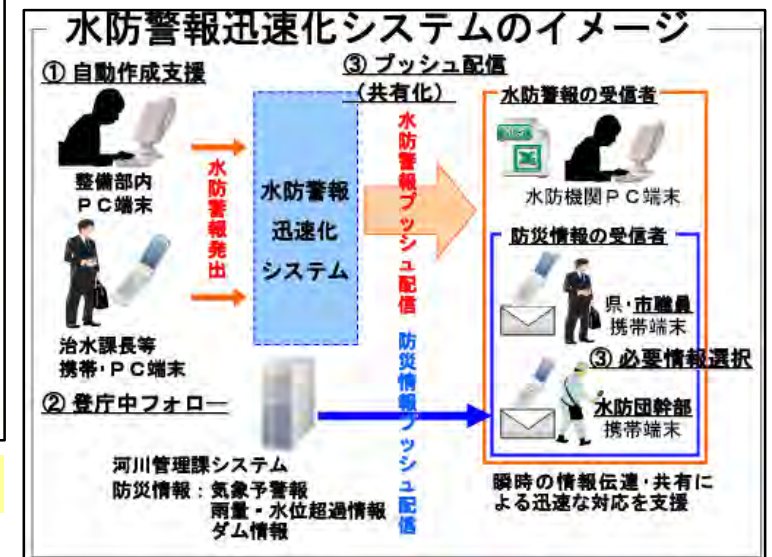 水防警報迅速化システムのイメージ
① 自動作成支援
整備部内
PC端末
治水課長等
携帯・PC端末
② 登庁中フォロー
水防警報発出
水防警報
迅速化
システム
③ プッシュ配信
(共有化)
水防警報プッシュ配信
防災情報プッシュ配信
水防警報の受信者
水防機関PC端末
防災情報の受信者
県・市職員
携帯端末
③ 必要情報選択
水防団幹部
携帯端末
河川管理課システム
防災情報:気象予警報
雨量・水位超過情報
ダム情報
瞬時の情報伝達・共有に
よる迅速な対応を支援